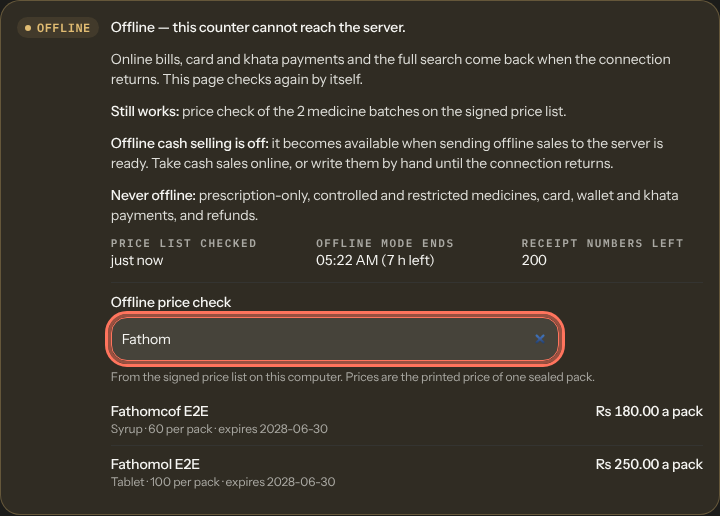 OFFLINE
Offline — this counter cannot reach the server.
Online bills, card and khata payments and the full search come back when the connection
returns. This page checks again by itself.
Still works: price check of the 2 medicine batches on the signed price list.
Offline cash selling is off: it becomes available when sending offline sales to the server is
ready. Take cash sales online, or write them by hand until the connection returns.
Never offline: prescription-only, controlled and restricted medicines, card, wallet and khata
payments, and refunds.
PRICE LIST CHECKED
just now
OFFLINE MODE ENDS
05:22 AM (7 h left)
RECEIPT NUMBERS LEFT
200
Offline price check
Fathom
From the signed price list on this computer. Prices are the printed price of one sealed pack.
Fathomcof E2E
Rs 180.00 a pack
Syrup · 60 per pack · expires 2028-06-30
Fathomol E2E
Rs 250.00 a pack
Tablet · 100 per pack · expires 2028-06-30